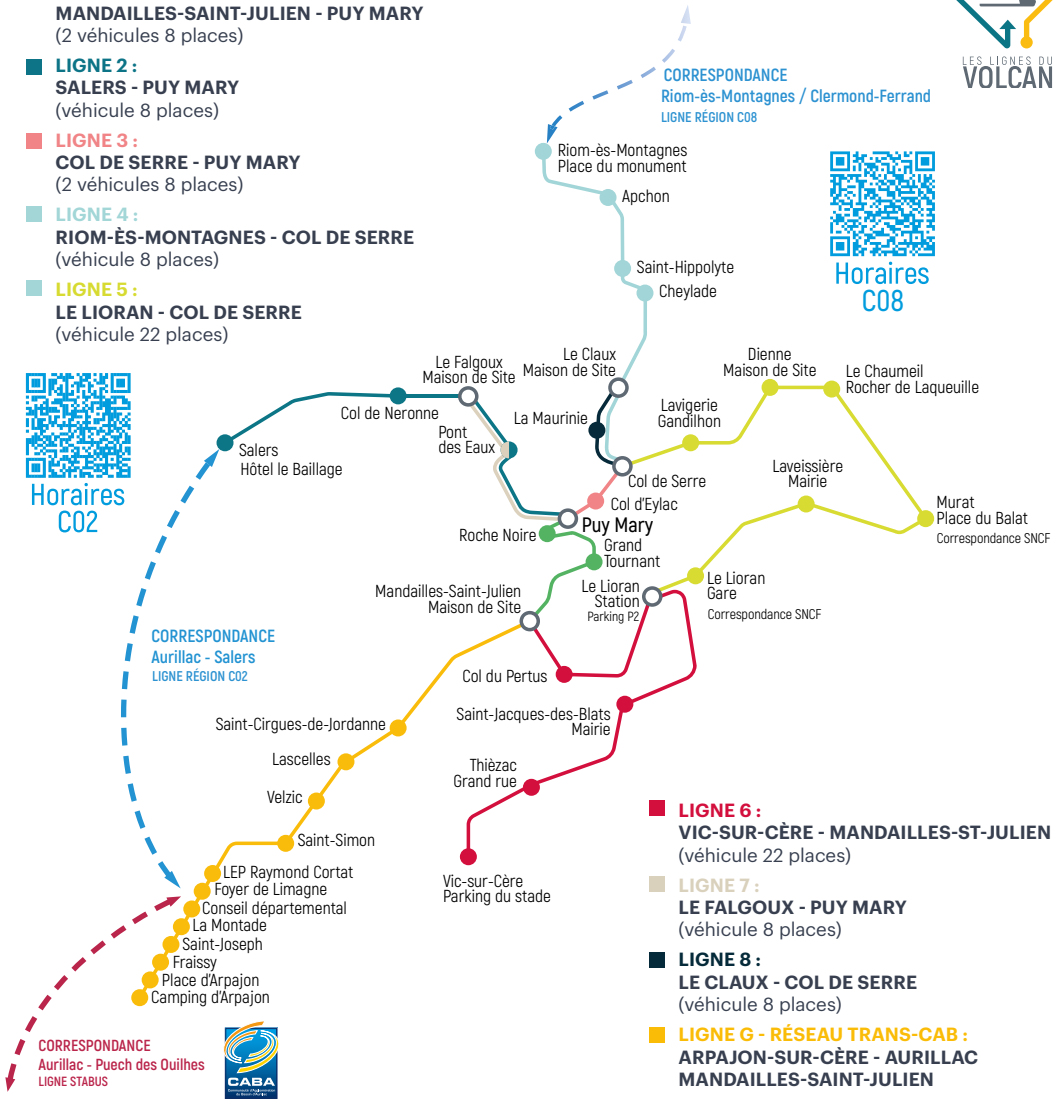 MANDAILLES-SAINT-JULIEN - PUY MARY
(2 véhicules 8 places)
LIGNE 2 :
SALERS - PUY MARY
(véhicule 8 places)
LIGNE 3 :
COL DE SERRE - PUY MARY
(2 véhicules 8 places)
LIGNE 4 :
RIOM-ÈS-MONTAGNES - COL DE SERRE
(véhicule 8 places)
LIGNE 5 :
LE LIORAN - COL DE SERRE
(véhicule 22 places)
LES LIGNES DU
VOLCAN
CORRESPONDANCE
Riom-ès-Montagnes / Clermond-Ferrand
LIGNE RÉGION C08
Horaires
C08
Horaires
C02
Riom-ès-Montagnes
Place du monument
Apchon
Saint-Hippolyte
Cheylade
Le Claux
Maison de Site
La Maurinie
Le Falgoux
Maison de Site
Col de Neronne
Pont
des Eaux
Salers
Hôtel le Baillage
Dienne
Maison de Site
Le Chaumeil
Rocher de Laqueuille
Lavigerie
Gandilhon
Col de Serre
Col d'Eylac
Puy Mary
Roche Noire
Grand
Tournant
Laveissière
Mairie
Murat
Place du Balat
Correspondance SNCF
Le Lioran
Gare
Correspondance SNCF
Le Lioran
Station
Parking P2
Mandailles-Saint-Julien
Maison de Site
Col du Pertus
Saint-Jacques-des-Blats
Mairie
Thièzac
Grand rue
Vic-sur-Cère
Parking du stade
CORRESPONDANCE
Aurillac - Salers
LIGNE RÉGION C02
Saint-Cirgues-de-Jordanne
Lascelles
Velzic
Saint-Simon
LEP Raymond Cortat
Foyer de Limagne
Conseil départemental
La Montade
Saint-Joseph
Fraissy
Place d'Arpajon
Camping d'Arpajon
CORRESPONDANCE
Aurillac - Puech des Ouilhes
LIGNE STABUS
CABA
LIGNE 6 :
VIC-SUR-CÈRE - MANDAILLES-ST-JULIEN
(véhicule 22 places)
LIGNE 7 :
LE FALGOUX - PUY MARY
(véhicule 8 places)
LIGNE 8 :
LE CLAUX - COL DE SERRE
(véhicule 8 places)
LIGNE G - RÉSEAU TRANS-CAB :
ARPAJON-SUR-CÈRE - AURILLAC
MANDAILLES-SAINT-JULIEN